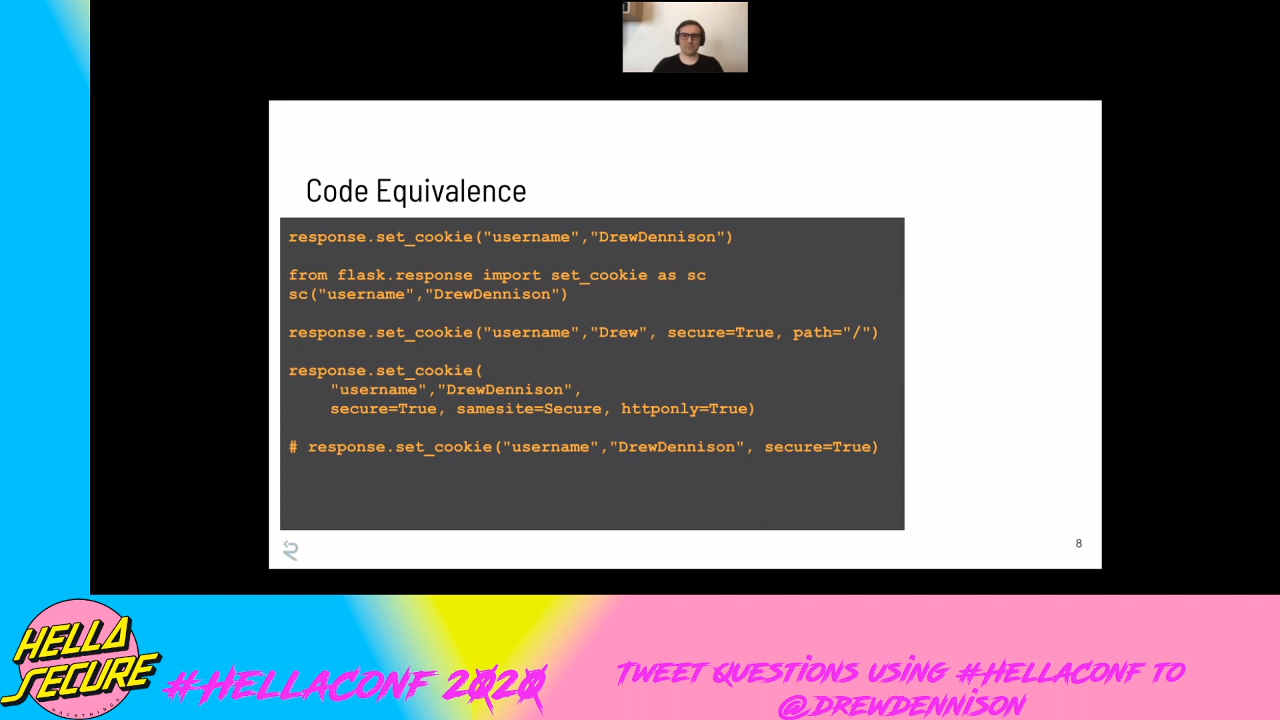 Code Equivalence
response.set_cookie("username","DrewDennison")
from flask.response import set_cookie as sc
sc("username","DrewDennison")
response.set_cookie("username","Drew", secure=True, path="/")
response.set_cookie(
"username","DrewDennison",
secure=True, samesite=Secure, httponly=True)
# response.set_cookie("username","DrewDennison", secure=True)
8
HELLA
SECURE
HACKTHINGS
#HELLACONF 2020
TWEET QUESTIONS USING #HELLACONF TO
@DREWDENNISON